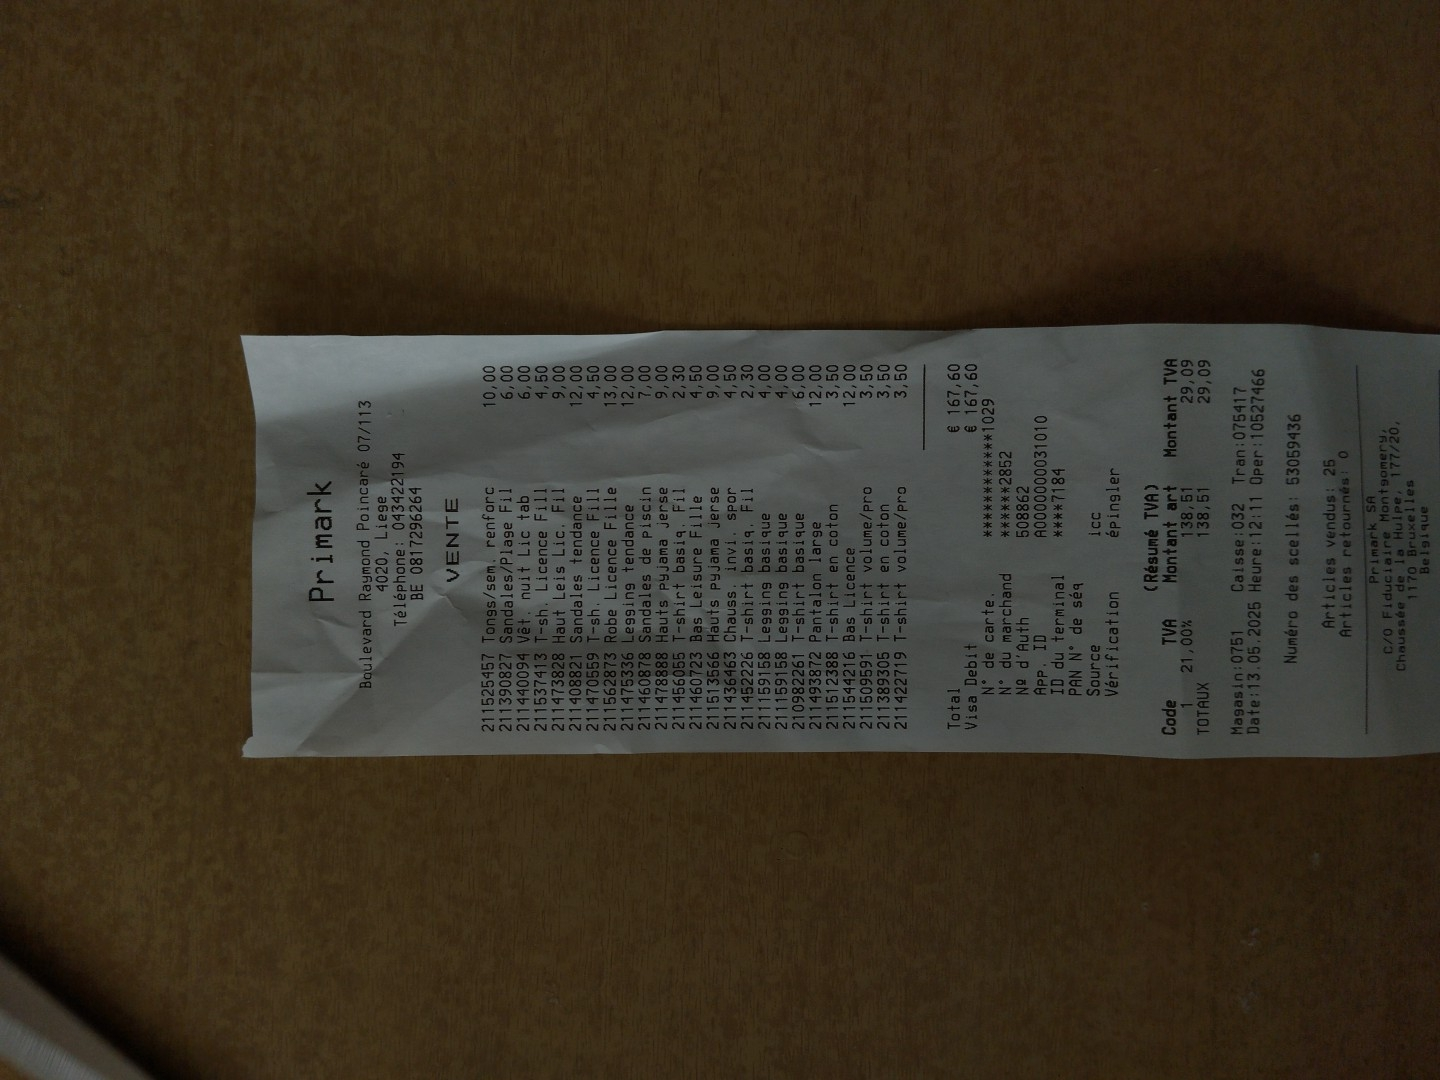 Primark
Boulevard Raymond Poincaré 07/113
4020, Liege
Téléphone: 043422194
BE 0817296264
VENTE
211525457 Tongs/sem. renforc 10,00
211390827 Sandales/Plage Fil 6,00
211440094 Vêt. nuit Lic tab 6,00
211537413 T-sh. Licence Fill 4,50
211473828 Haut Leis Lic. Fil 9,00
211408821 Sandales tendance 12,00
211470559 T-sh. Licence Fill 4,50
211562873 Robe Licence Fille 13,00
211475336 Legging tendance 12,00
211460878 Sandales de Piscin 7,00
211478888 Hauts Pyjama Jerse 9,00
211456055 T-shirt basiq. Fil 2,30
211460723 Bas Leisure Fille 4,50
211513566 Hauts Pyjama Jerse 9,00
211436463 Chauss. invi. spor 4,50
211452226 T-shirt basiq. Fil 2,30
211159158 Legging basique 4,00
211159158 Legging basique 4,00
210982261 T-shirt basique 6,00
211493872 Pantalon large 12,00
211512388 T-shirt en coton 3,50
211544216 Bas Licence 12,00
211509591 T-shirt volume/pro 3,50
211389305 T-shirt en coton 3,50
211422719 T-shirt volume/pro 3,50
Total € 167,60
Visa Debit € 167,60
N° de carte. ************1029
N° du marchand ******2852
Nº d'Auth 508862
App. ID A0000000031010
ID du terminal ****7184
PAN N° de séq
Source icc
Vérification épingler
(Résumé TVA)
Code TVA Montant art Montant TVA
1 21,00% 138,51 29,09
TOTAUX 138,51 29,09
Magasin:0751 Caisse:032 Tran:075417
Date:13.05.2025 Heure:12:11 Oper:10527466
Numéro des scellés: 53059436
Articles vendus: 25
Articles retournés: 0
Primark SA
C/O Fiduciaire Montgomery,
Chaussée de la Hulpe, 177/20,
1170 Bruxelles
Belgique